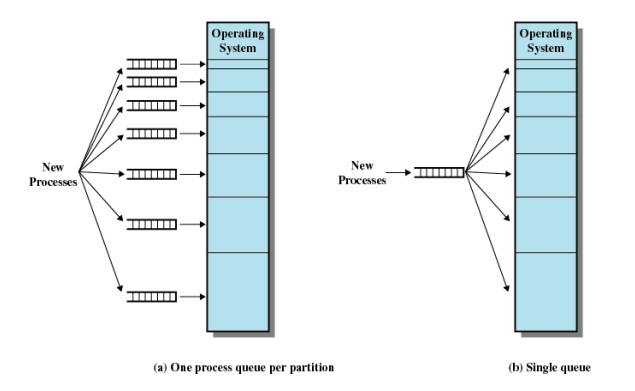 Operating
System
New
Processes
(a) One process queue per partition
Operating
System
New
Processes
(b) Single queue